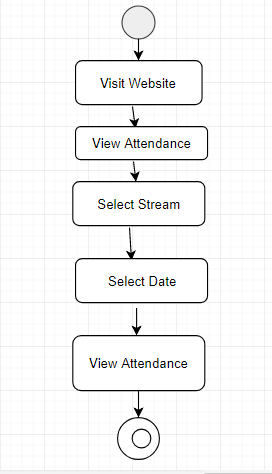 Visit Website
View Attendance
Select Stream
Select Date
View Attendance